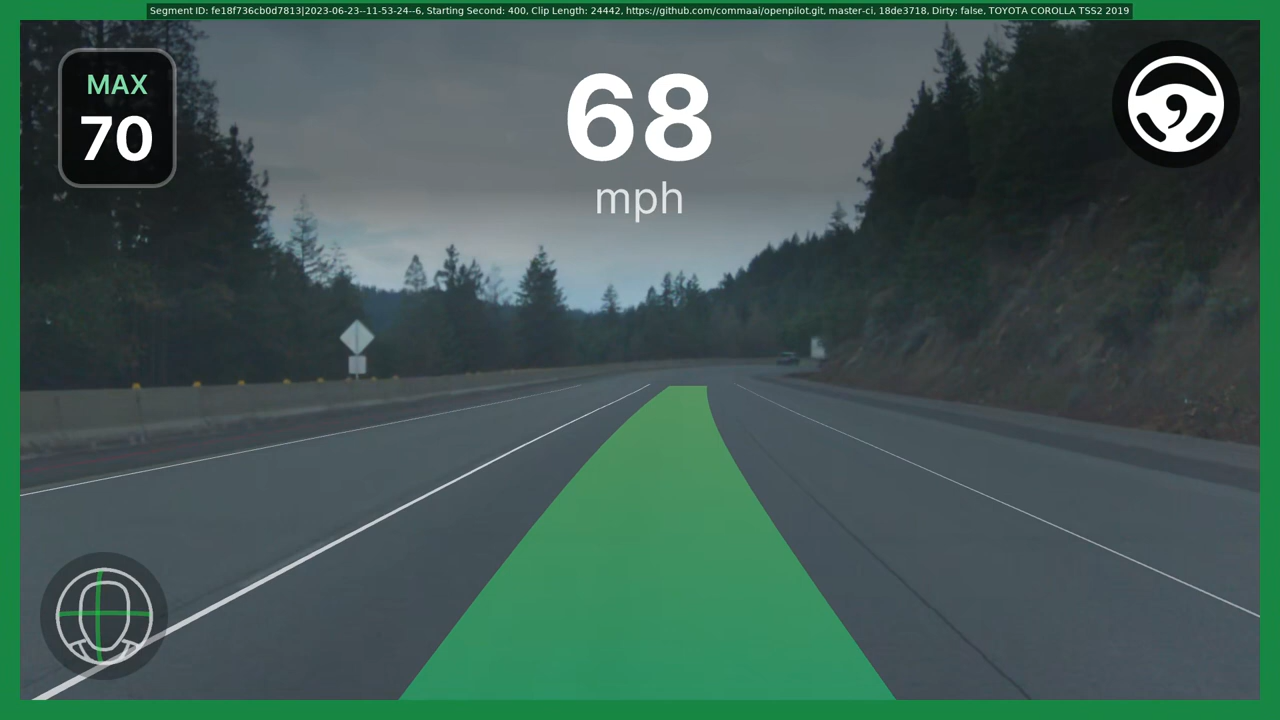 Segment ID: fe18f736cb0d7813|2023-06-23--11-53-24--6, Starting Second: 400, Clip Length: 24442, https://github.com/commaai/openpilot.git, master-ci, 18de3718, Dirty: false, TOYOTA COROLLA TSS2 2019
MAX
70
68
mph